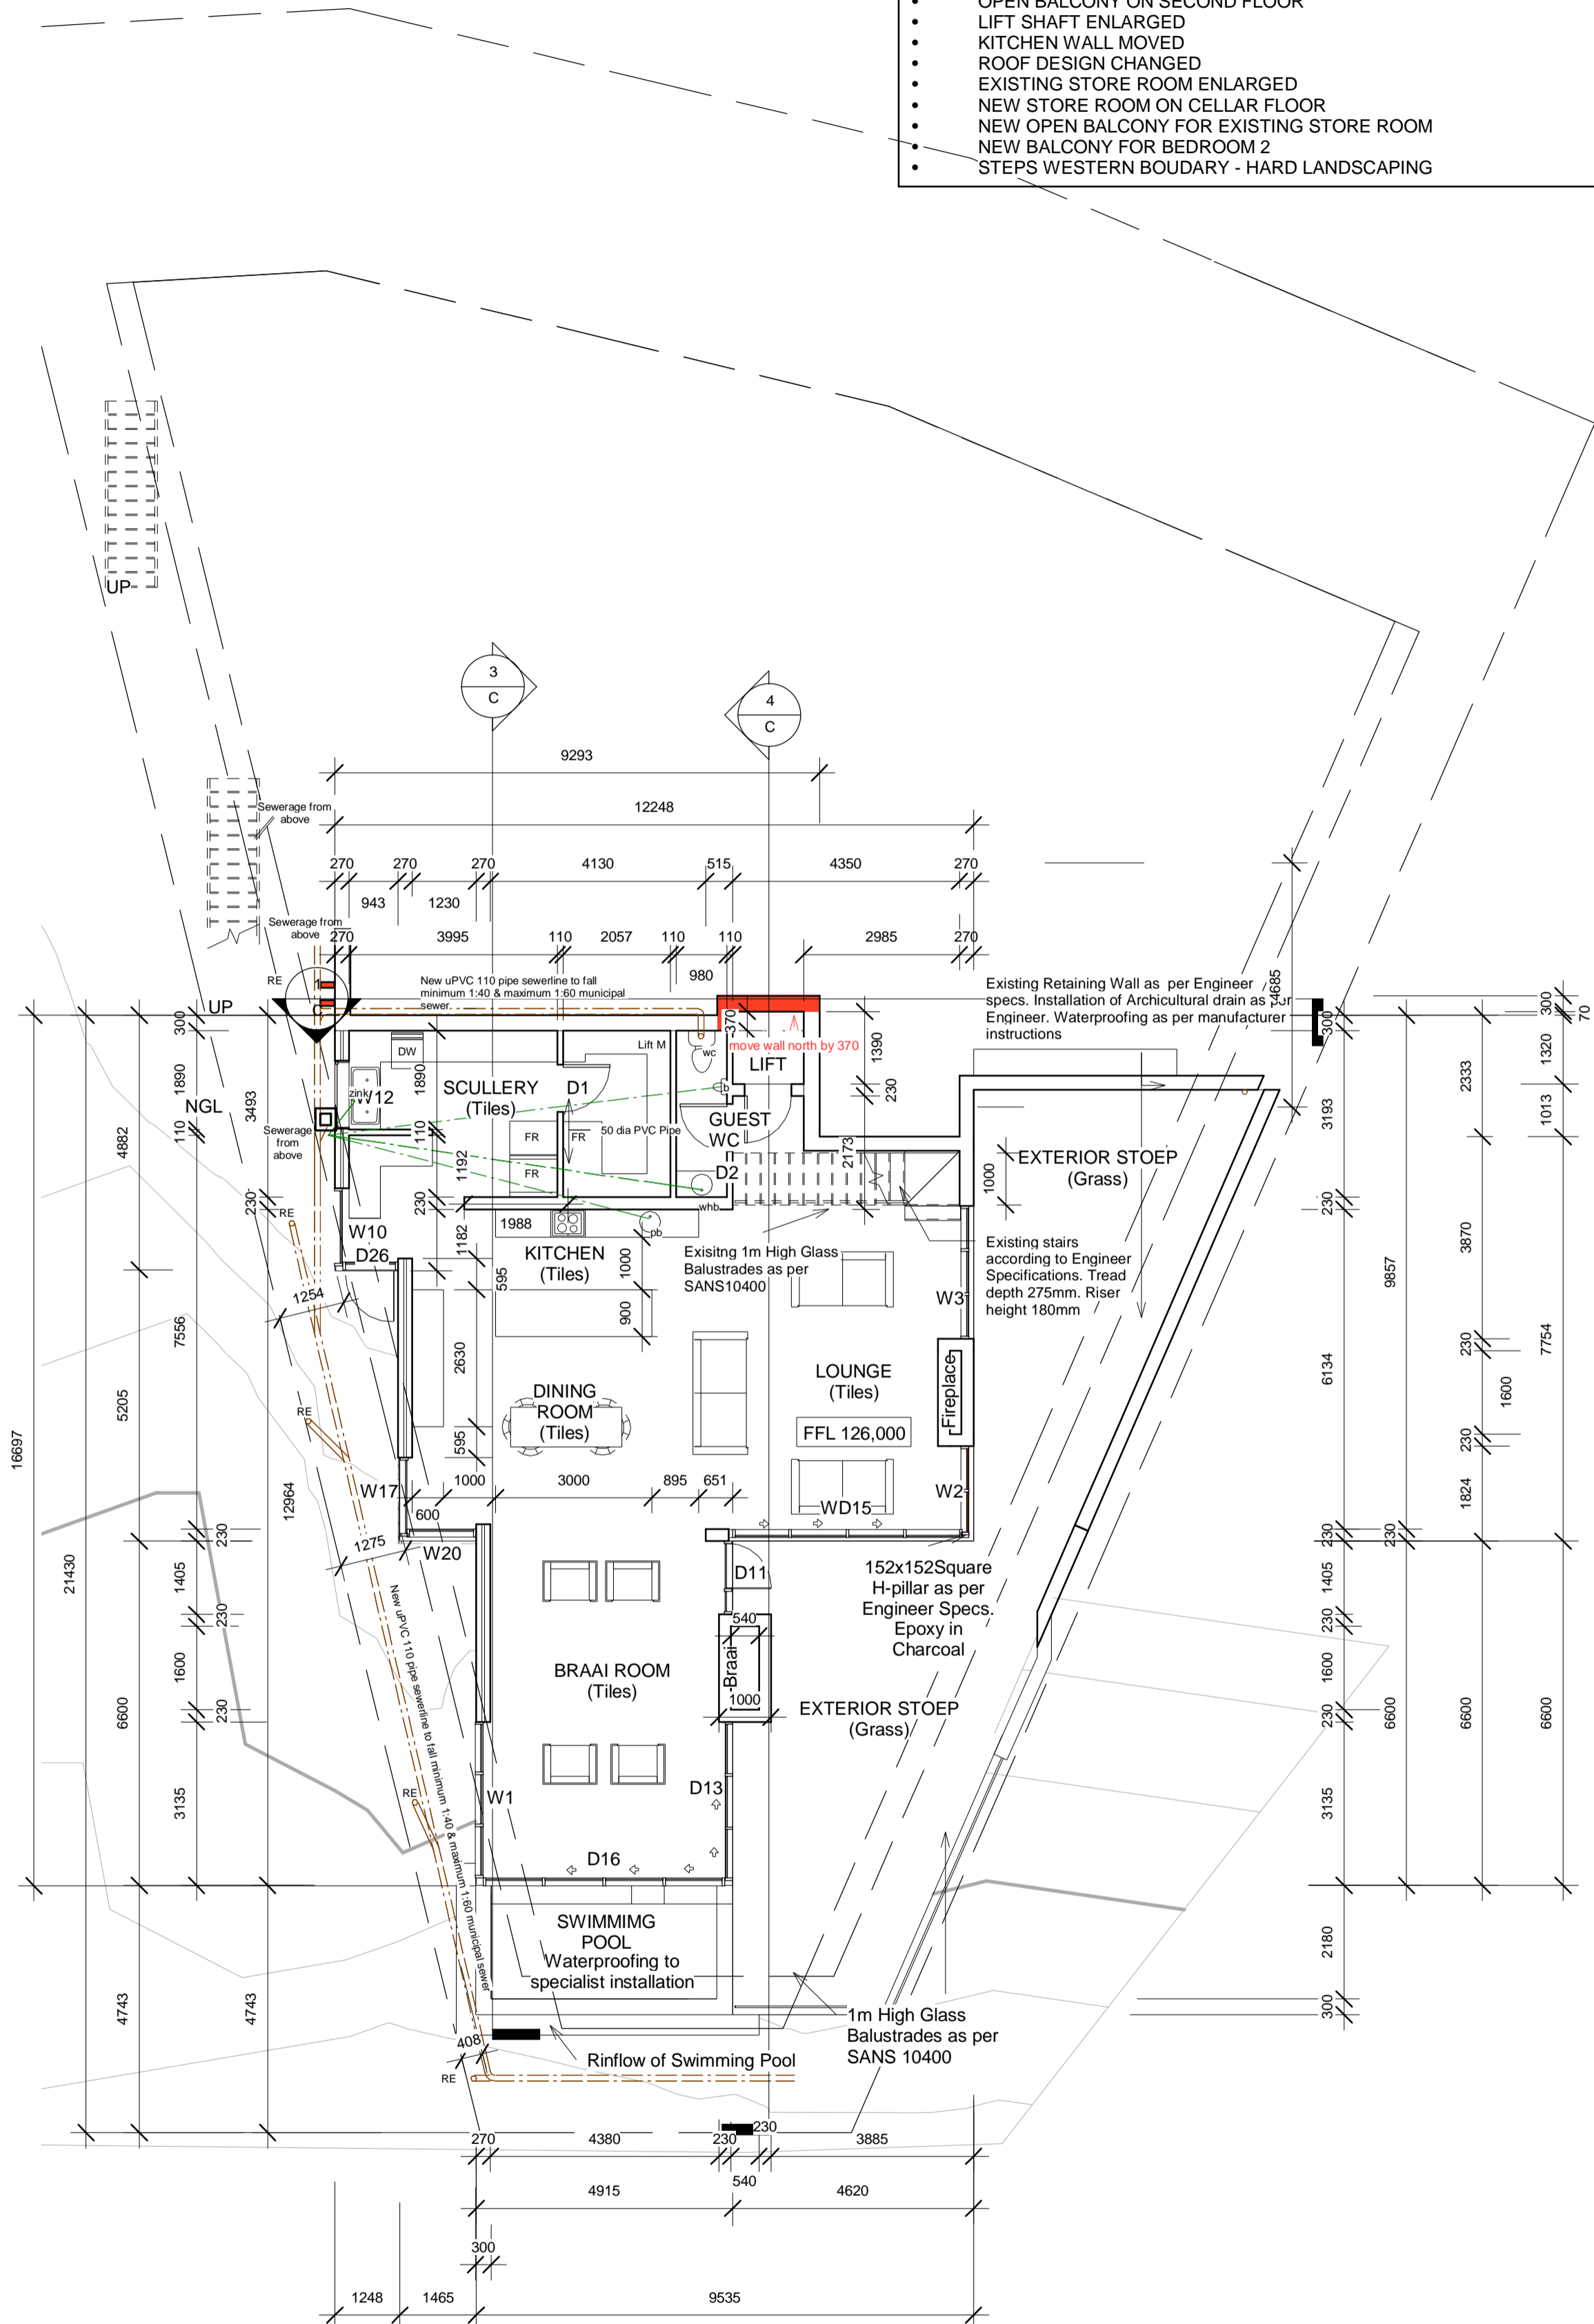 OPEN BALCONY ON SECOND FLOOR
• LIFT SHAFT ENLARGED
• KITCHEN WALL MOVED
• ROOF DESIGN CHANGED
• EXISTING STORE ROOM ENLARGED
• NEW STORE ROOM ON CELLAR FLOOR
• NEW OPEN BALCONY FOR EXISTING STORE ROOM
• NEW BALCONY FOR BEDROOM 2
• STEPS WESTERN BOUDARY - HARD LANDSCAPING
UP
3
C
4
C
9293
12248
Sewerage from
above
270 270 270 4130 515 4350 270
943 1230
Sewerage from
above
270 3995 110 2057 110 110 2985 270
980
RE
1
C
UP
New uPVC 110 pipe sewerline to fall
minimum 1:40 & maximum 1:60 municipal
sewer.
370
move wall north by 370
LIFT
1390
230
Existing Retaining Wall as per Engineer
specs. Installation of Archicultural drain as per
Engineer. Waterproofing as per manufacturer
instructions
14685
300
300
70
1320
2333
1013
3193
300
1890
NGL
110
3493
4882
230
DW
zink
W12
1890
SCULLERY
(Tiles)
D1
Lift M
wc
b
GUEST
WC
110
1192
230
FR
FR
FR
50 dia PVC Pipe
D2
whb
2173
1000
EXTERIOR STOEP
(Grass)
Sewerage
from
above
RE
W10
D26
1182
1988
pb
KITCHEN
(Tiles)
595
1000
900
Exisitng 1m High Glass
Balustrades as per
SANS10400
Existing stairs
according to Engineer
Specifications. Tread
depth 275mm. Riser
height 180mm
230
3870
9857
1254
7556
2630
W3
LOUNGE
(Tiles)
FFL 126,000
Fireplace
6134
230
7754
1600
5205
16697
RE
DINING
ROOM
(Tiles)
595
230
1824
12964
W17
1000 3000 895 651
600
W2
WD15
21430
230
1275
W20
D11
152x152Square
H-pillar as per
Engineer Specs.
Epoxy in
Charcoal
230
230
1405
230
1600
230
6600
3135
New uPVC 110 pipe sewerline to fall minimum 1:40 & maximum 1:60 municipal sewer
540
Braai
1000
BRAAI ROOM
(Tiles)
EXTERIOR STOEP
(Grass)
1405
230
1600
230
6600
6600
6600
3135
RE
W1
D13
D16
SWIMMIMG
POOL
Waterproofing to
specialist installation
2180
300
4743
4743
408
1m High Glass
Balustrades as per
SANS 10400
Rinflow of Swimming Pool
RE
270 4380 230 230 3885
540
4915 4620
300
1248 1465 9535